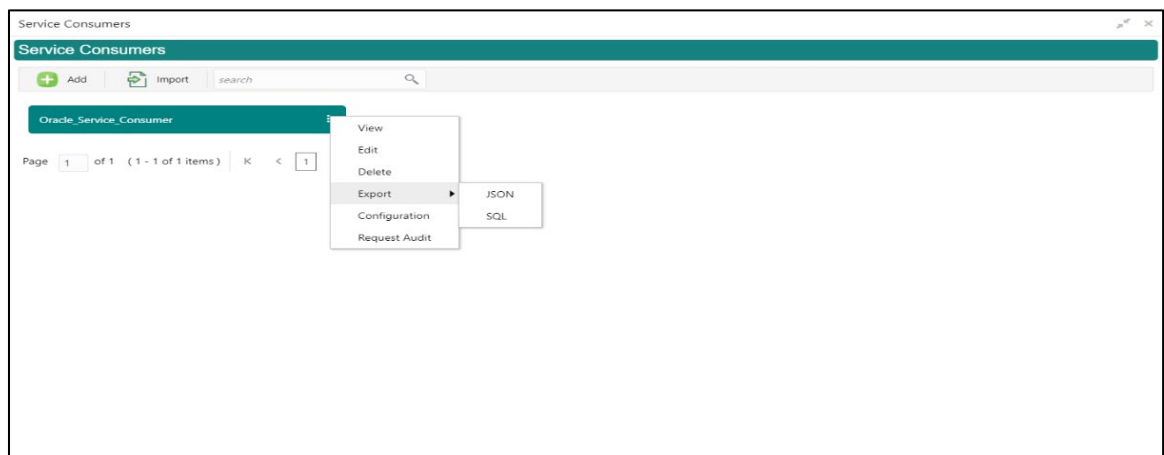 Service Consumers
Service Consumers
Add Import search
Oracle_Service_Consumer
View
Page 1 of 1 (1 - 1 of 1 items) K < 1
Edit
Delete
Export JSON
Configuration SQL
Request Audit